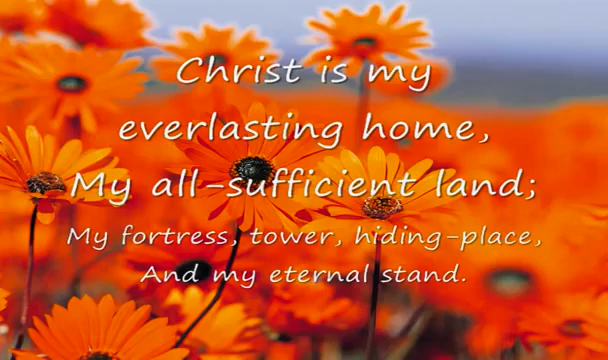 Christ is my
everlasting home,
My all-sufficient land;
My fortress, tower, hiding-place,
And my eternal stand.